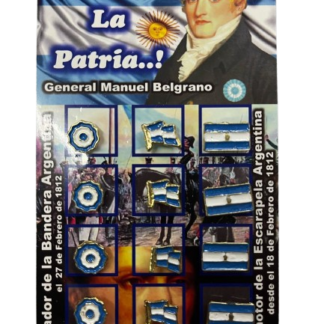 La
Patria..!
General Manuel Belgrano
ador de la Bandera Argentina
el 27 de Febrero de 1812
otor de la Escarapela Argentina
desde el 18 de Febrero de 1812